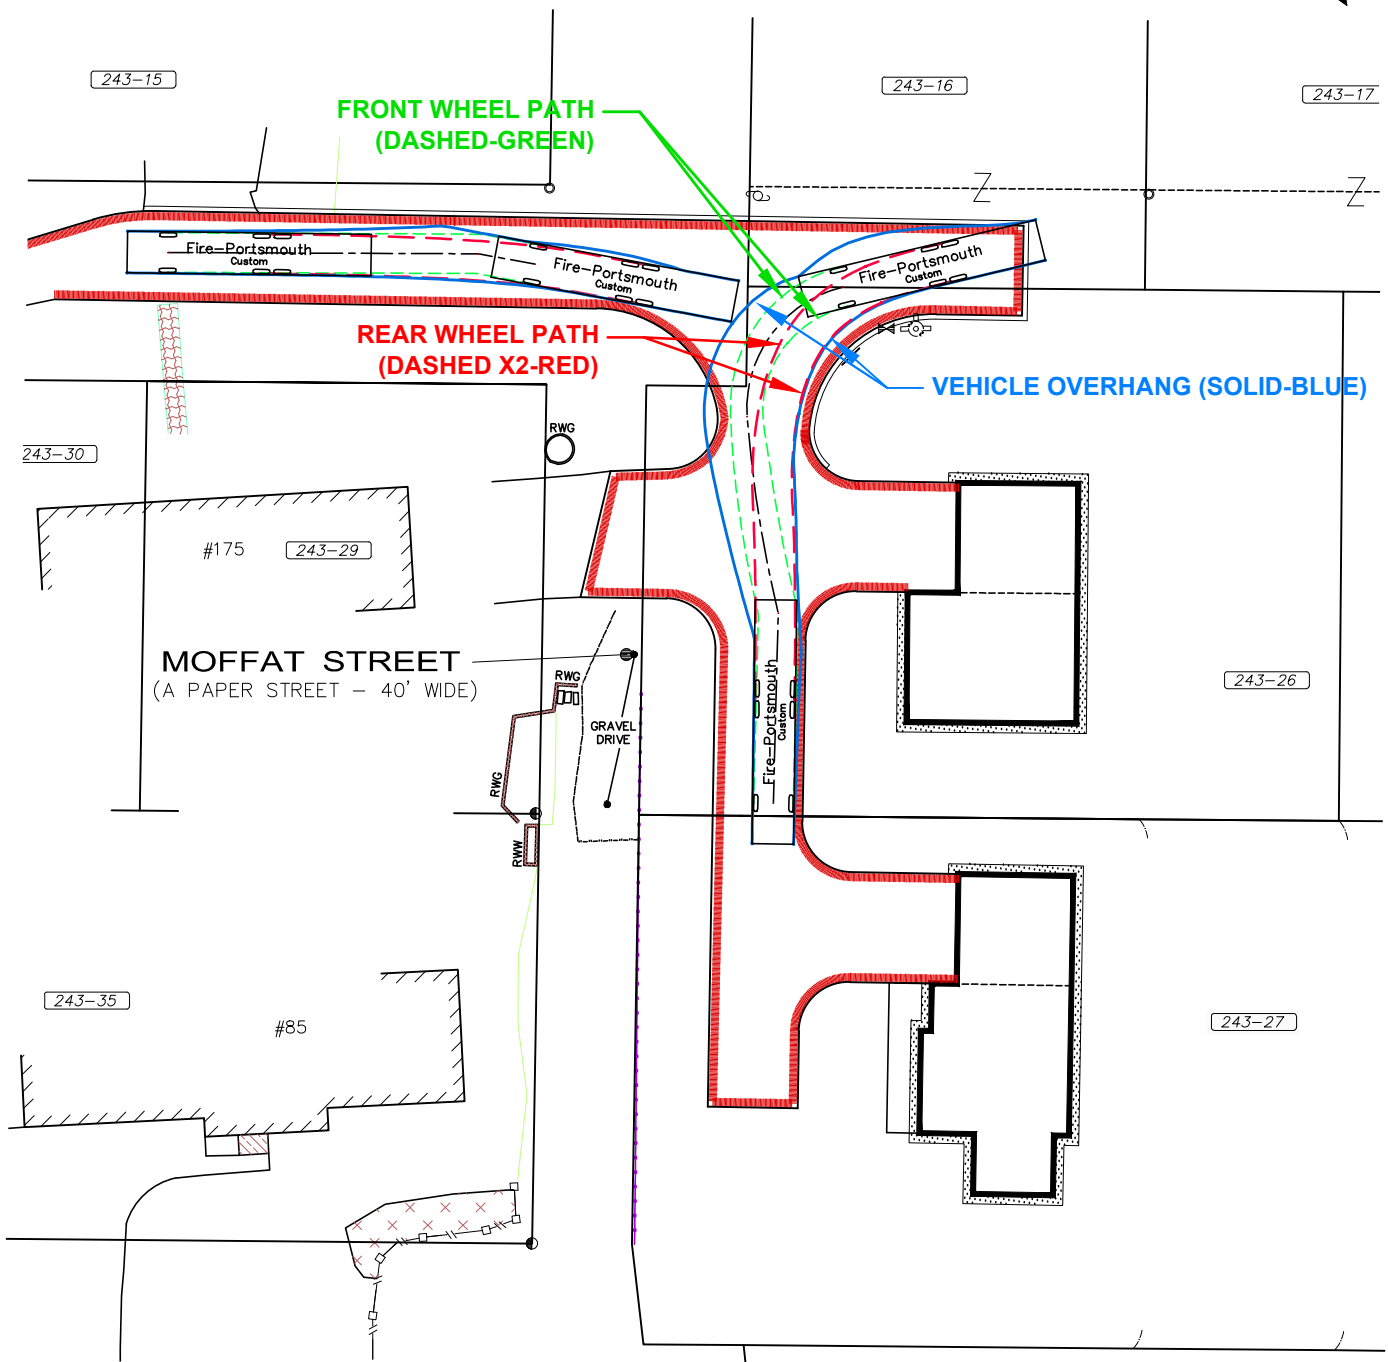 243-15
243-16
243-17
FRONT WHEEL PATH
(DASHED-GREEN)
Z
Z
Fire-Portsmouth
Custom
Fire-Portsmouth
Custom
Fire-Portsmouth
Custom
REAR WHEEL PATH
(DASHED X2-RED)
VEHICLE OVERHANG (SOLID-BLUE)
RWG
243-30
#175
243-29
MOFFAT STREET
(A PAPER STREET - 40' WIDE)
RWG
GRAVEL
DRIVE
RWG
RWW
Fire-Portsmouth
Custom
243-26
243-35
#85
243-27